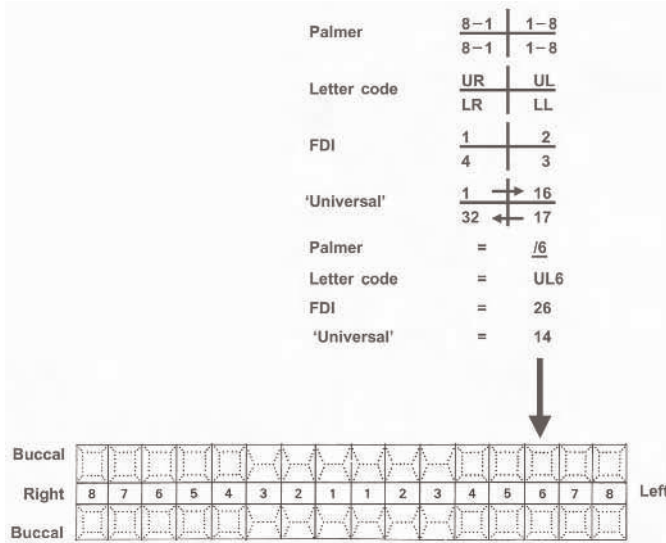 Palmer 8–1 1–8
8–1 1–8
Letter code UR UL
LR LL
FDI 1 2
4 3
'Universal' 1 16
32 17
Palmer = /6
Letter code = UL6
FDI = 26
'Universal' = 14
Buccal
Right 8 7 6 5 4 3 2 1 1 2 3 4 5 6 7 8 Left
Buccal